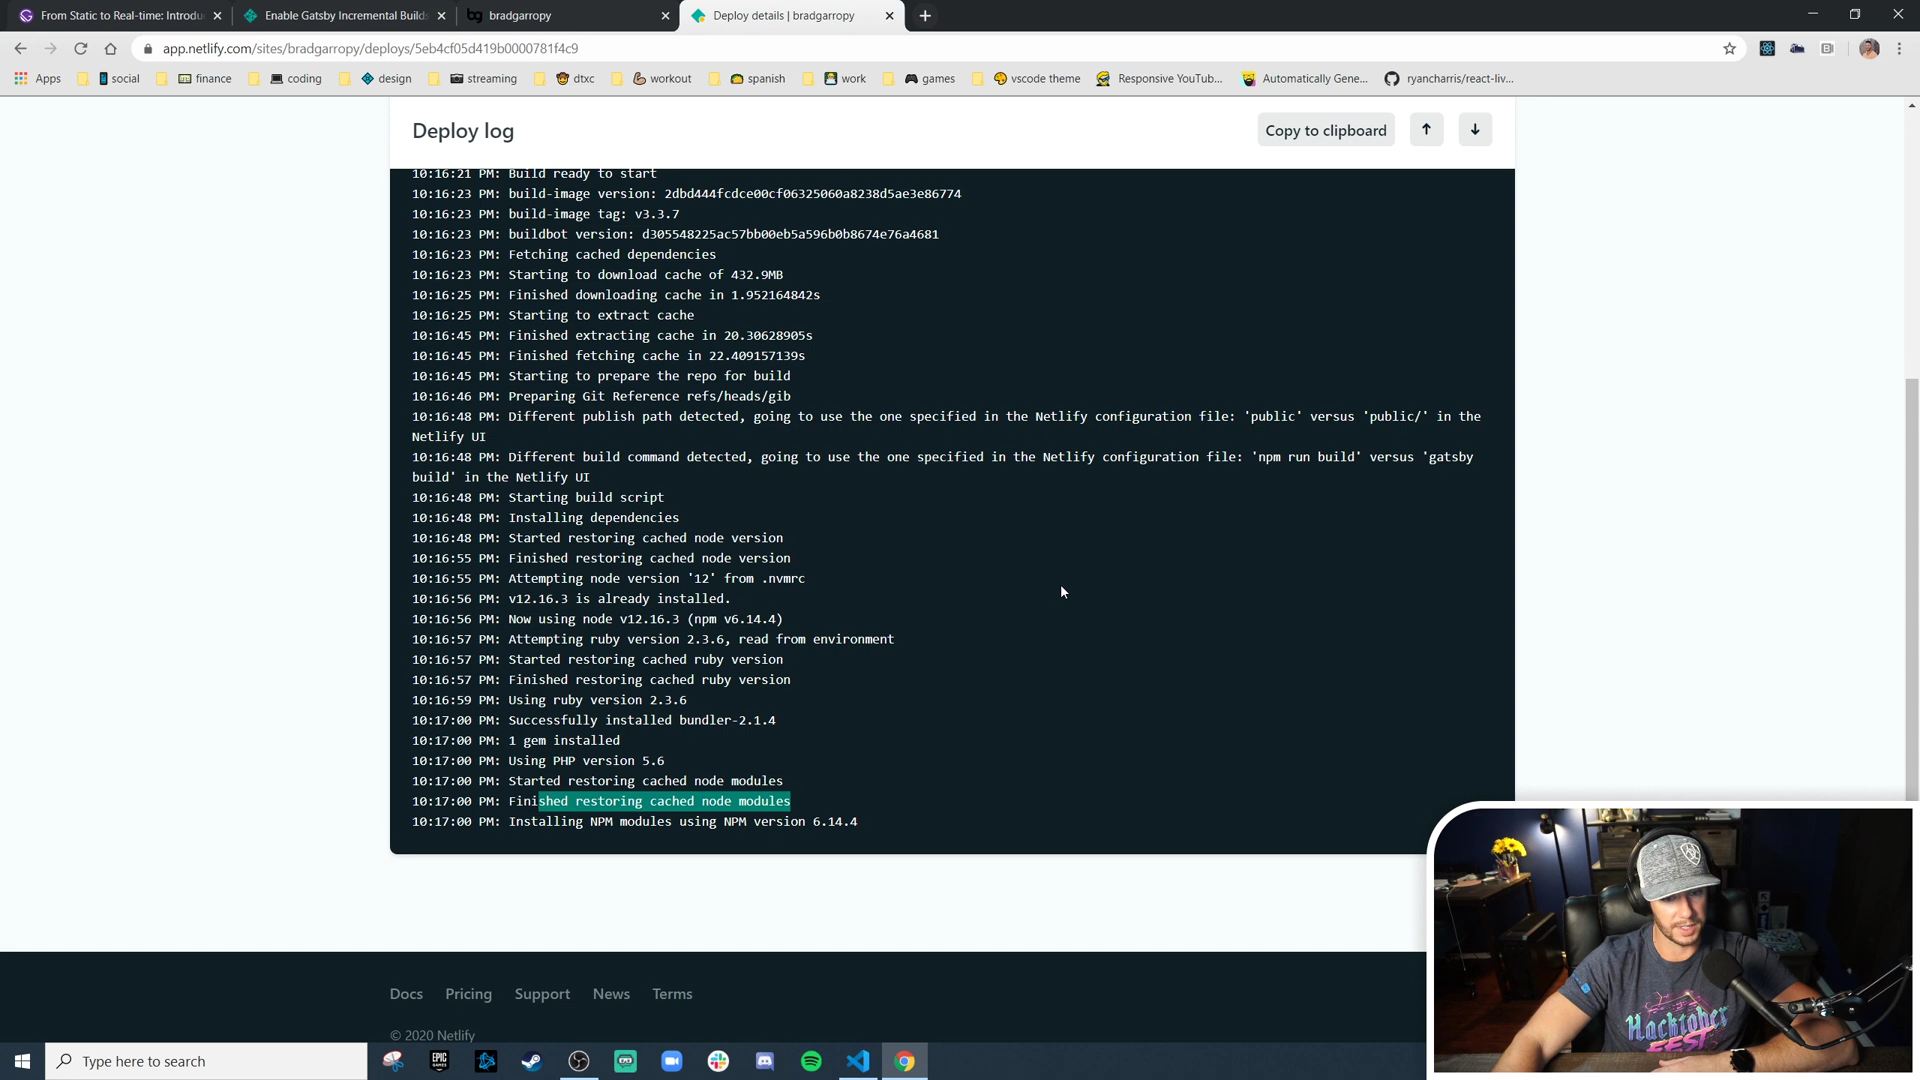 From Static to Real-time: Introdu
Enable Gatsby Incremental Builds
bg bradgarropy
Deploy details | bradgarropy
app.netlify.com/sites/bradgarropy/deploys/5eb4cf05d419b0000781f4c9
Apps social finance coding design streaming dtxc workout spanish work games vscode theme Responsive YouTub... Automatically Gene... ryancharris/react-liv...
Deploy log
Copy to clipboard
10:16:21 PM: Build ready to start
10:16:23 PM: build-image version: 2dbd444fcdce00cf06325060a8238d5ae3e86774
10:16:23 PM: build-image tag: v3.3.7
10:16:23 PM: buildbot version: d305548225ac57bb00eb5a596b0b8674e76a4681
10:16:23 PM: Fetching cached dependencies
10:16:23 PM: Starting to download cache of 432.9MB
10:16:25 PM: Finished downloading cache in 1.952164842s
10:16:25 PM: Starting to extract cache
10:16:45 PM: Finished extracting cache in 20.30628905s
10:16:45 PM: Finished fetching cache in 22.409157139s
10:16:45 PM: Starting to prepare the repo for build
10:16:46 PM: Preparing Git Reference refs/heads/gib
10:16:48 PM: Different publish path detected, going to use the one specified in the Netlify configuration file: 'public' versus 'public/' in the
Netlify UI
10:16:48 PM: Different build command detected, going to use the one specified in the Netlify configuration file: 'npm run build' versus 'gatsby
build' in the Netlify UI
10:16:48 PM: Starting build script
10:16:48 PM: Installing dependencies
10:16:48 PM: Started restoring cached node version
10:16:55 PM: Finished restoring cached node version
10:16:55 PM: Attempting node version '12' from .nvmrc
10:16:56 PM: v12.16.3 is already installed.
10:16:56 PM: Now using node v12.16.3 (npm v6.14.4)
10:16:57 PM: Attempting ruby version 2.3.6, read from environment
10:16:57 PM: Started restoring cached ruby version
10:16:57 PM: Finished restoring cached ruby version
10:16:59 PM: Using ruby version 2.3.6
10:17:00 PM: Successfully installed bundler-2.1.4
10:17:00 PM: 1 gem installed
10:17:00 PM: Using PHP version 5.6
10:17:00 PM: Started restoring cached node modules
10:17:00 PM: Finished restoring cached node modules
10:17:00 PM: Installing NPM modules using NPM version 6.14.4
Docs Pricing Support News Terms
© 2020 Netlify
Hacktober
FEST
Type here to search
EPIC
GAMES